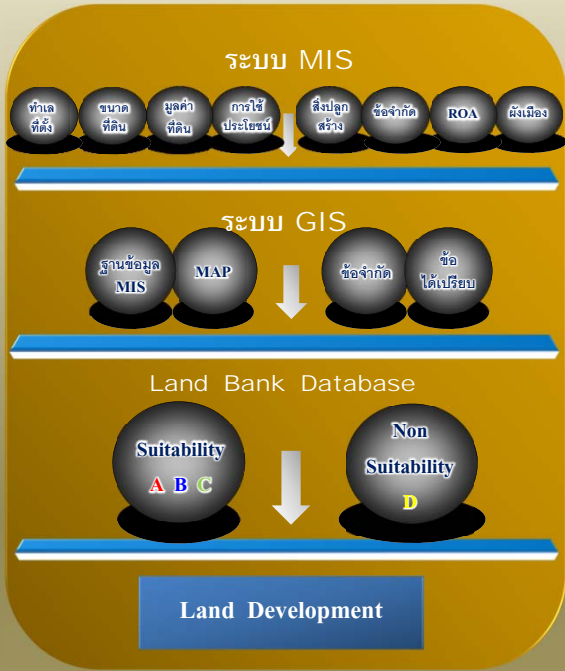 ระบบ MIS
ทำเล
ที่ตั้ง
ขนาด
ที่ดิน
มูลค่า
ที่ดิน
การใช้
ประโยชน์
สิ่งปลูก
สร้าง
ข้อจำกัด
ROA
ผังเมือง
ระบบ GIS
ฐานข้อมูล
MIS
MAP
ข้อจำกัด
ข้อ
ได้เปรียบ
Land Bank Database
Suitability
A B C
Non
Suitability
D
Land Development